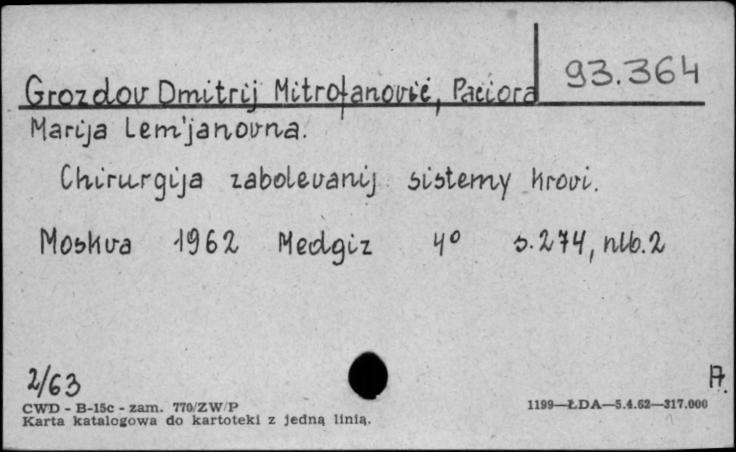 93.364
Grozdov Dmitrij Mitrofanovič, Paciora
Marija Lem'janovna.
Chirurgija zabolevanij sistemy krovi.
Moskva 1962 Medgiz 4° s.274, nlb.2
2/63
A.
CWD - B-15c - zam. 770/ZW/P
1199—ŁDA—5.4.62—317.000
Karta katalogowa do kartoteki z jedną linią.